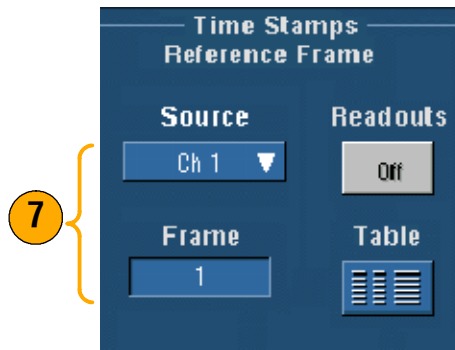 Time Stamps
Reference Frame
Source
Readouts
Ch 1
Off
7
Frame
Table
1